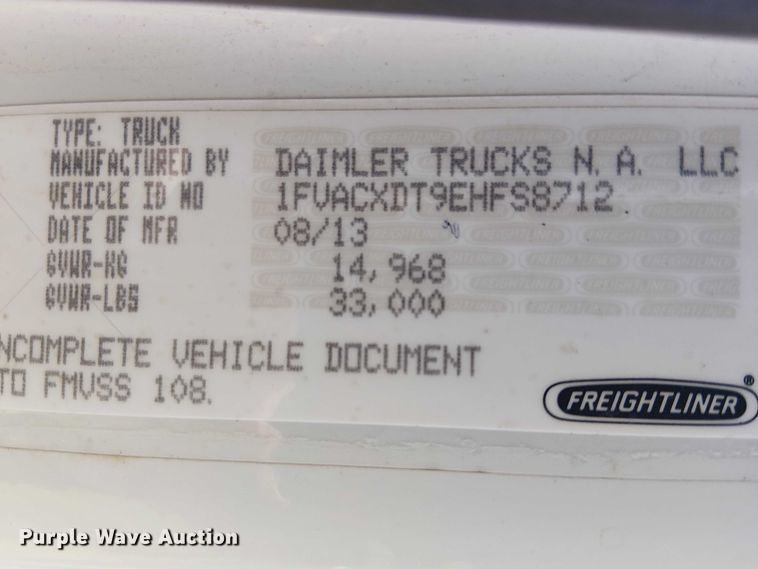 TYPE: TRUCK
MANUFACTURED BY DAIMLER TRUCKS N. A. LLC
VEHICLE ID NO 1FVACXDT9EHFS8712
DATE OF MFR 08/13
GVWR-KG 14,968
GVWR-LBS 33,000
NCOMPLETE VEHICLE DOCUMENT
TO FMVSS 108.
FREIGHTLINER®
Purple Wave Auction